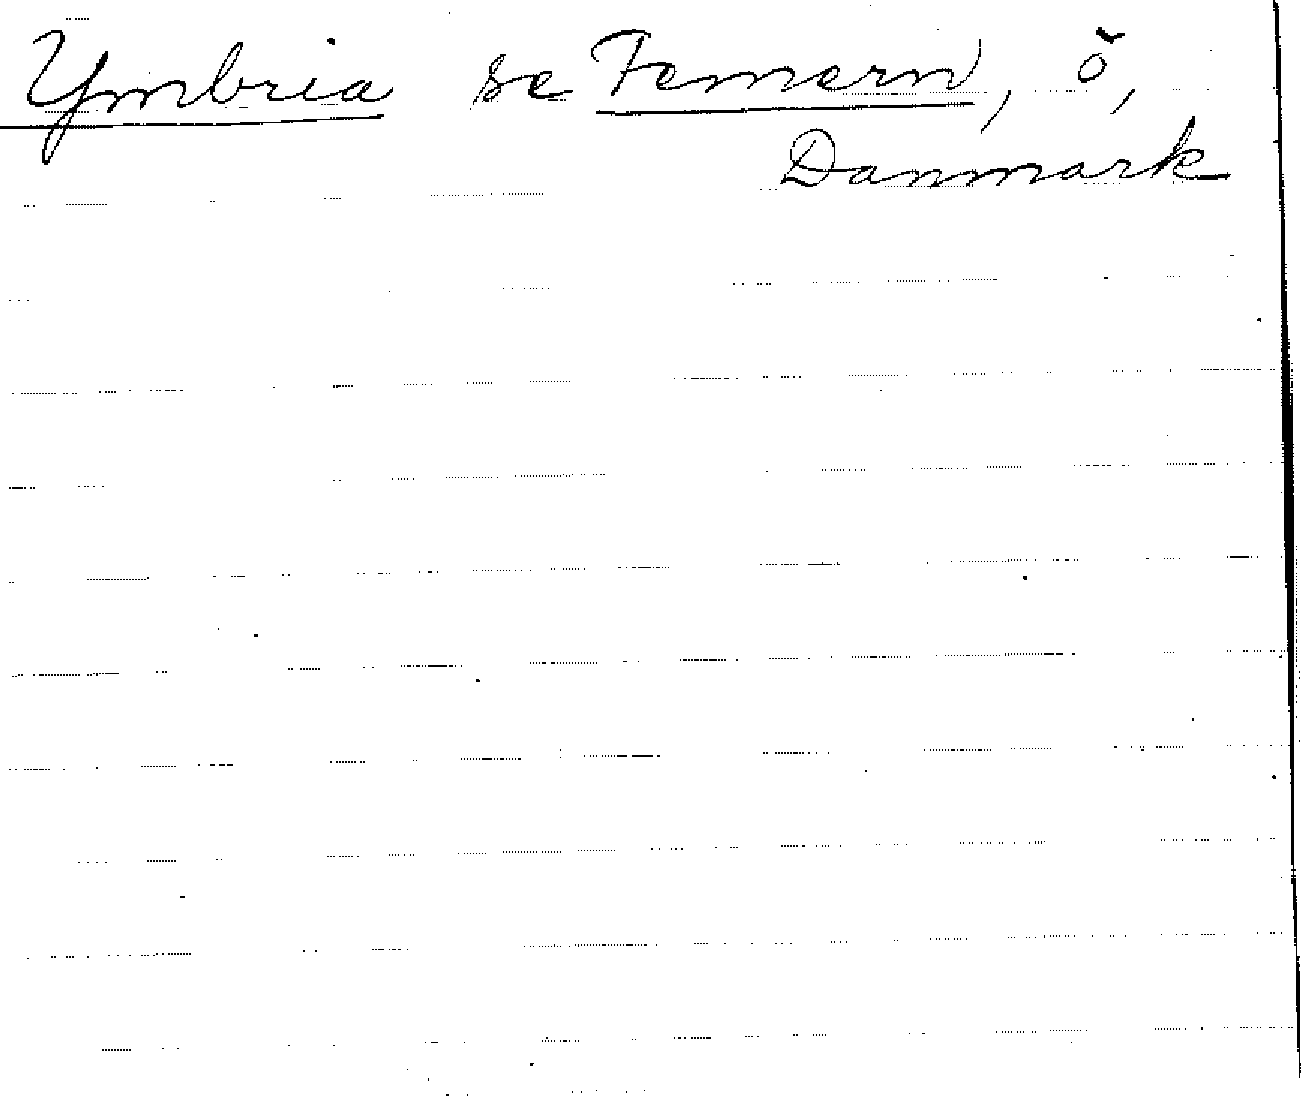 Ymbria se Femern, ö,
Danmark